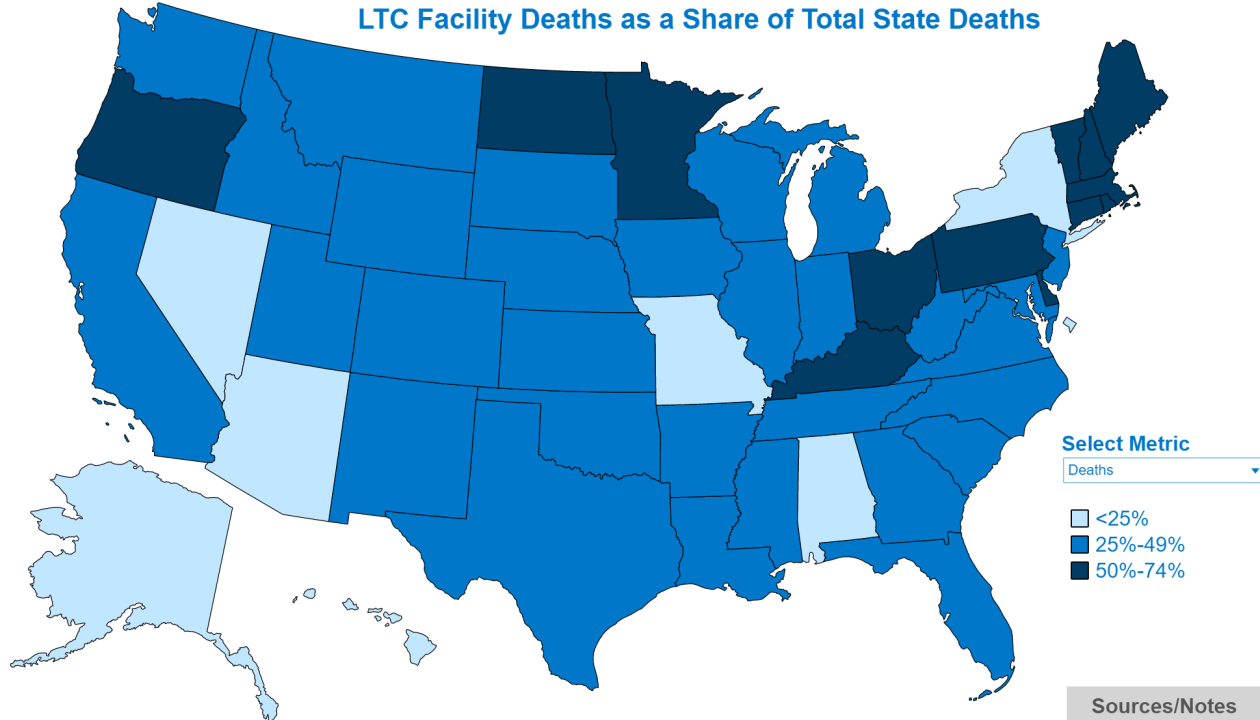 LTC Facility Deaths as a Share of Total State Deaths
Select Metric
Deaths
<25%
25%-49%
50%-74%
Sources/Notes